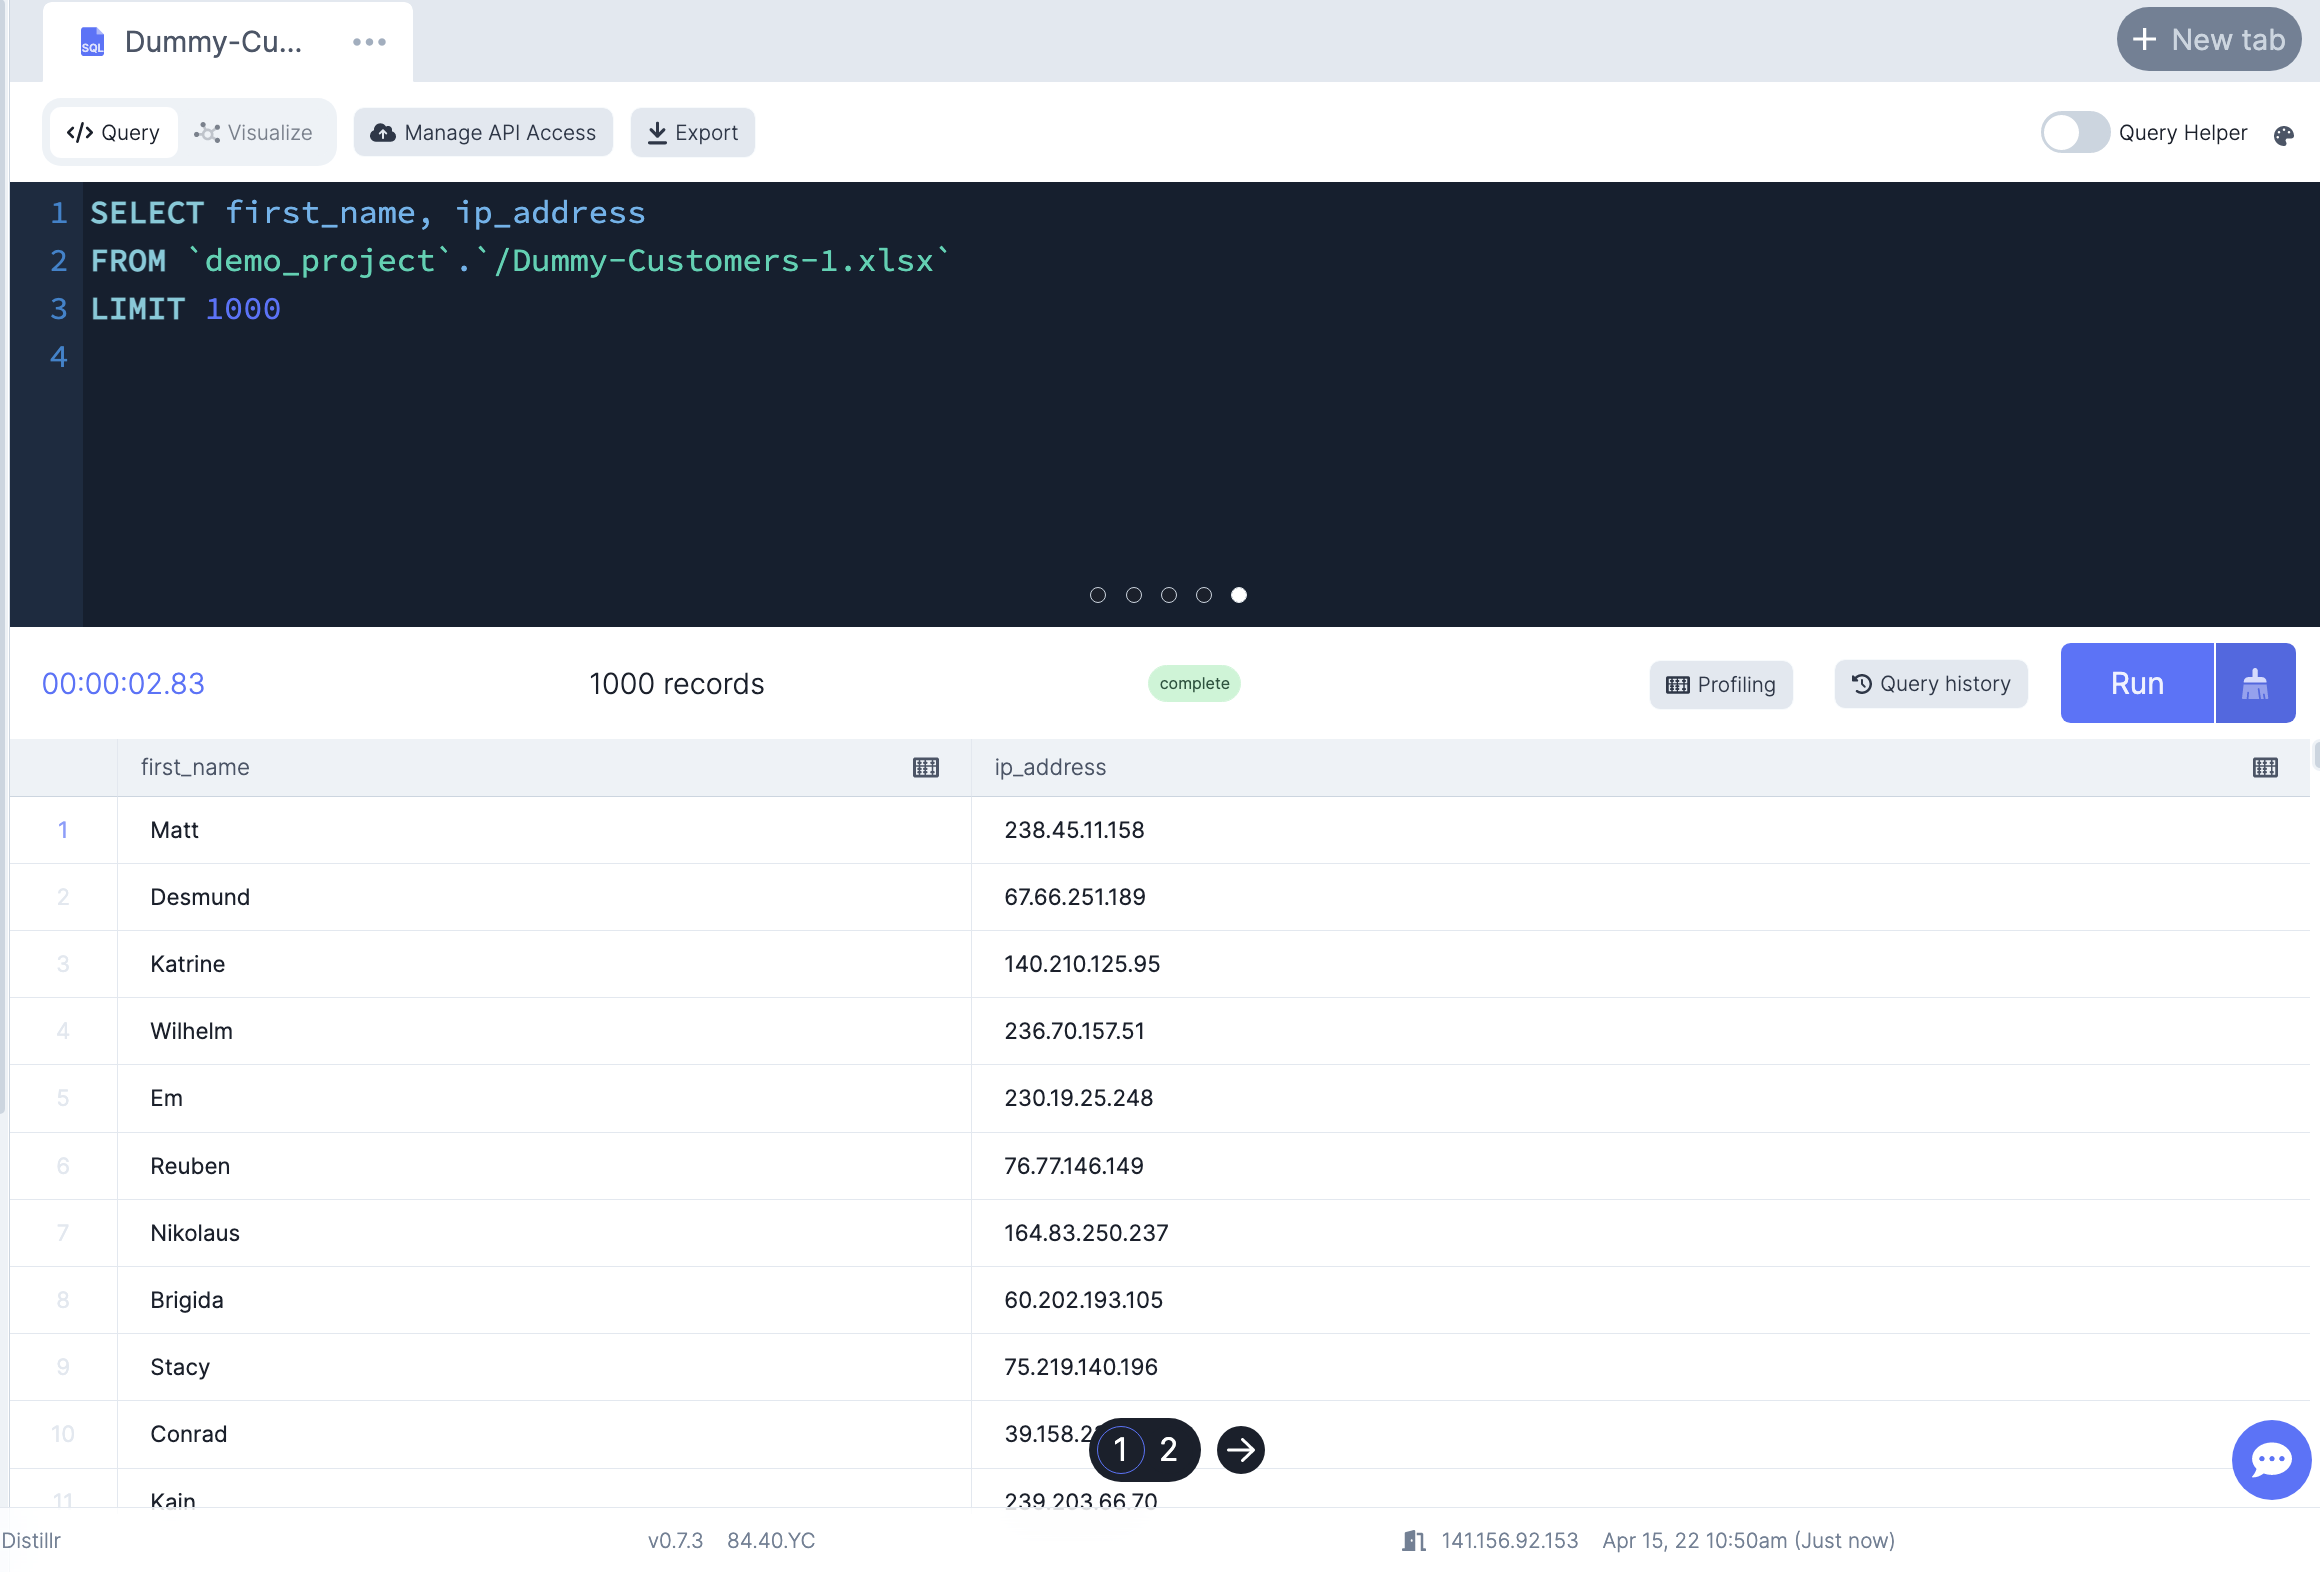 SQL Dummy-Cu... + New tab
</> Query Visualize Manage API Access Export Query Helper
1 SELECT first_name, ip_address
2 FROM `demo_project`.`/Dummy-Customers-1.xlsx`
3 LIMIT 1000
4
00:00:02.83 1000 records complete Profiling Query history Run
first_name ip_address
1 Matt 238.45.11.158
2 Desmund 67.66.251.189
3 Katrine 140.210.125.95
4 Wilhelm 236.70.157.51
5 Em 230.19.25.248
6 Reuben 76.77.146.149
7 Nikolaus 164.83.250.237
8 Brigida 60.202.193.105
9 Stacy 75.219.140.196
10 Conrad
1 2
11 Kain 239.203.66.70
Distillr v0.7.3 84.40.YC 141.156.92.153 Apr 15, 22 10:50am (Just now)